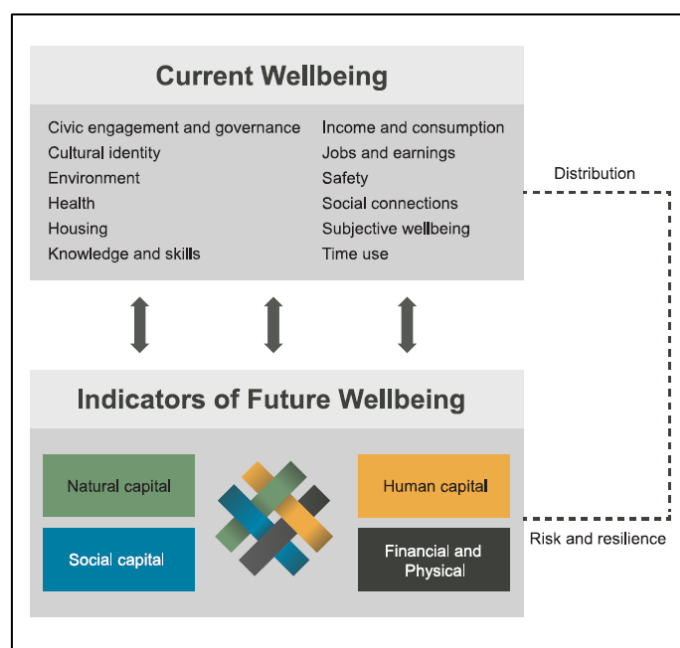 Current Wellbeing
Civic engagement and governance
Cultural identity
Environment
Health
Housing
Knowledge and skills
Income and consumption
Jobs and earnings
Safety
Social connections
Subjective wellbeing
Time use
Distribution
Indicators of Future Wellbeing
Natural capital
Social capital
Human capital
Financial and
Physical
Risk and resilience